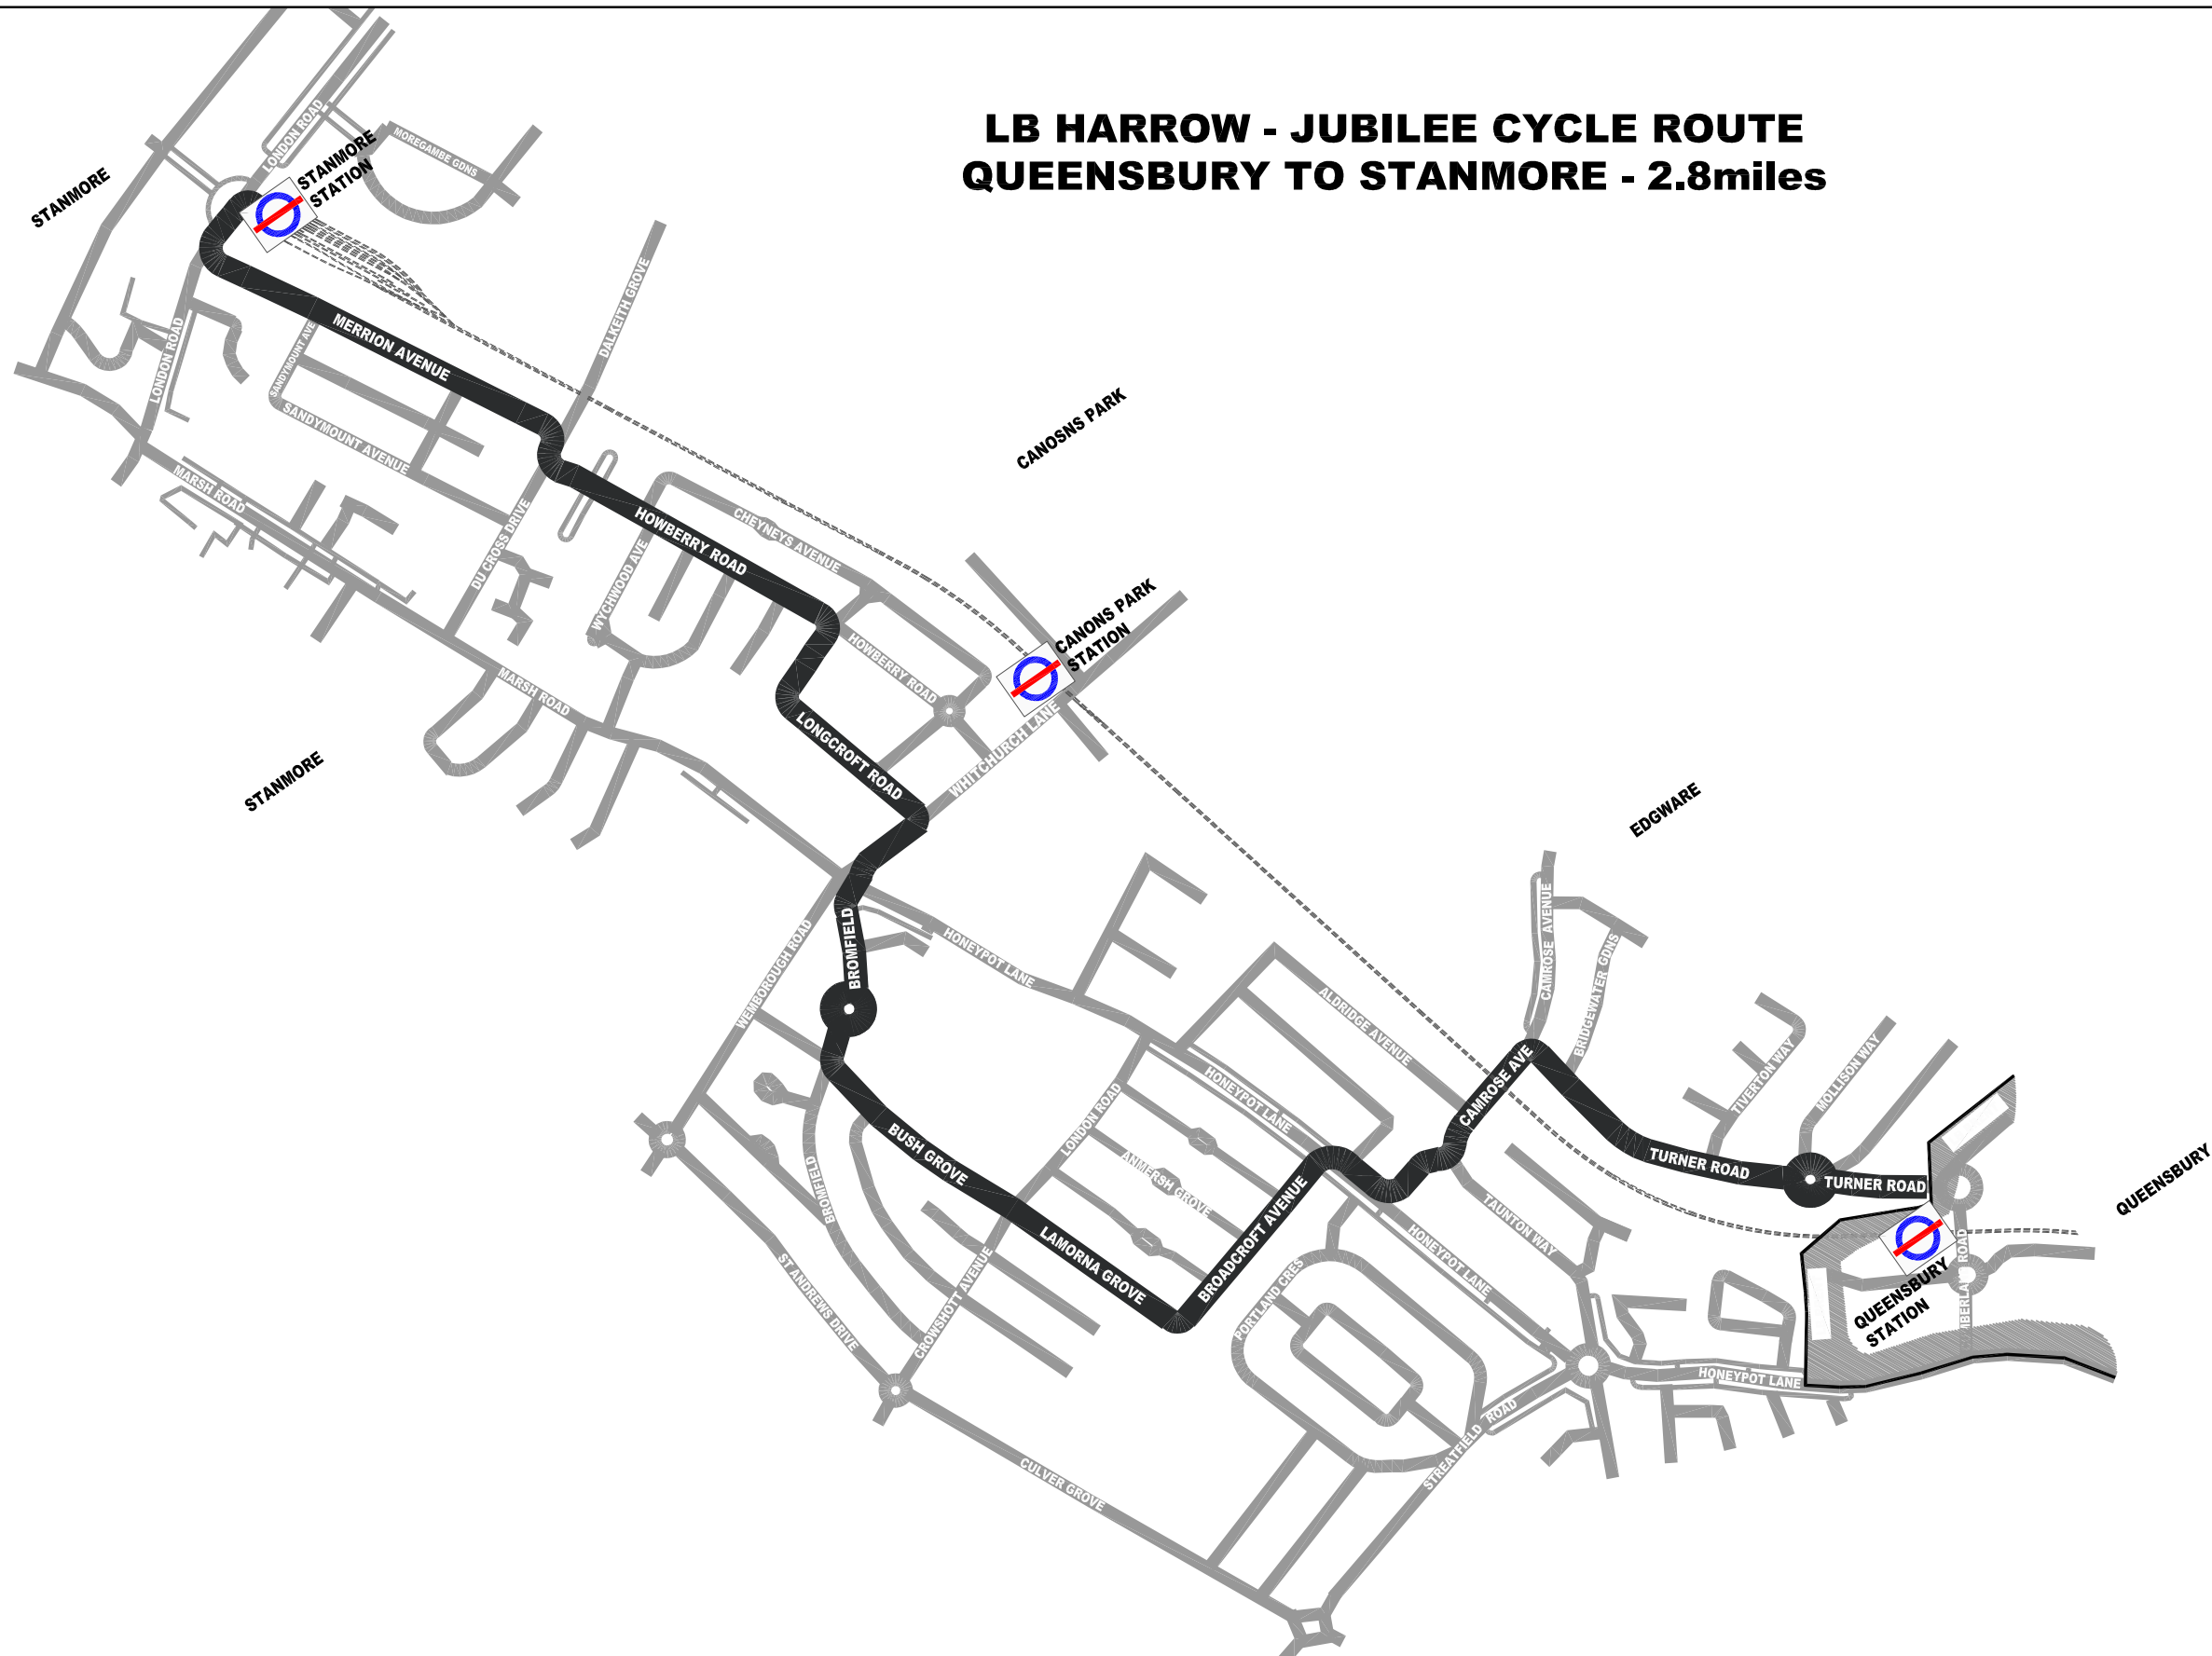 LB HARROW - JUBILEE CYCLE ROUTE
QUEENSBURY TO STANMORE - 2.8miles
LONDON ROAD
MOREGAMBE GDNS
STANMORE
STATION
STANMORE
DALKEITH GROVE
MERRION AVENUE
SANDYMOUNT AVE
LONDON ROAD
SANDYMOUNT AVENUE
CANOSNS PARK
MARSH ROAD
DU CROSS DRIVE
HOWBERRY ROAD
CHEYNEYS AVENUE
WYCHWOOD AVE
CANONS PARK
STATION
HOWBERRY ROAD
MARSH ROAD
LONGCROFT ROAD
WHITCHURCH LANE
STANMORE
EDGWARE
BROMFIELD
HONEYPOT LANE
WEMBOROUGH ROAD
CAMROSE AVENUE
BRIDGEWATER GDNS
ALDRIDGE AVENUE
HONEYPOT LANE
CAMROSE AVE
TIVERTON WAY
MOLLISON WAY
LONDON ROAD
BUSH GROVE
ANMERSH GROVE
BROMFIELD
TURNER ROAD
TURNER ROAD
QUEENSBURY
TAUNTON WAY
BROADCROFT AVENUE
HONEYPOT LANE
LAMORNA GROVE
ST ANDREWS DRIVE
CROWSHOTT AVENUE
PORTLAND CRES
QUEENSBURY
STATION
ROAD
HONEYPOT LANE
STREATFIELD ROAD
CULVER GROVE